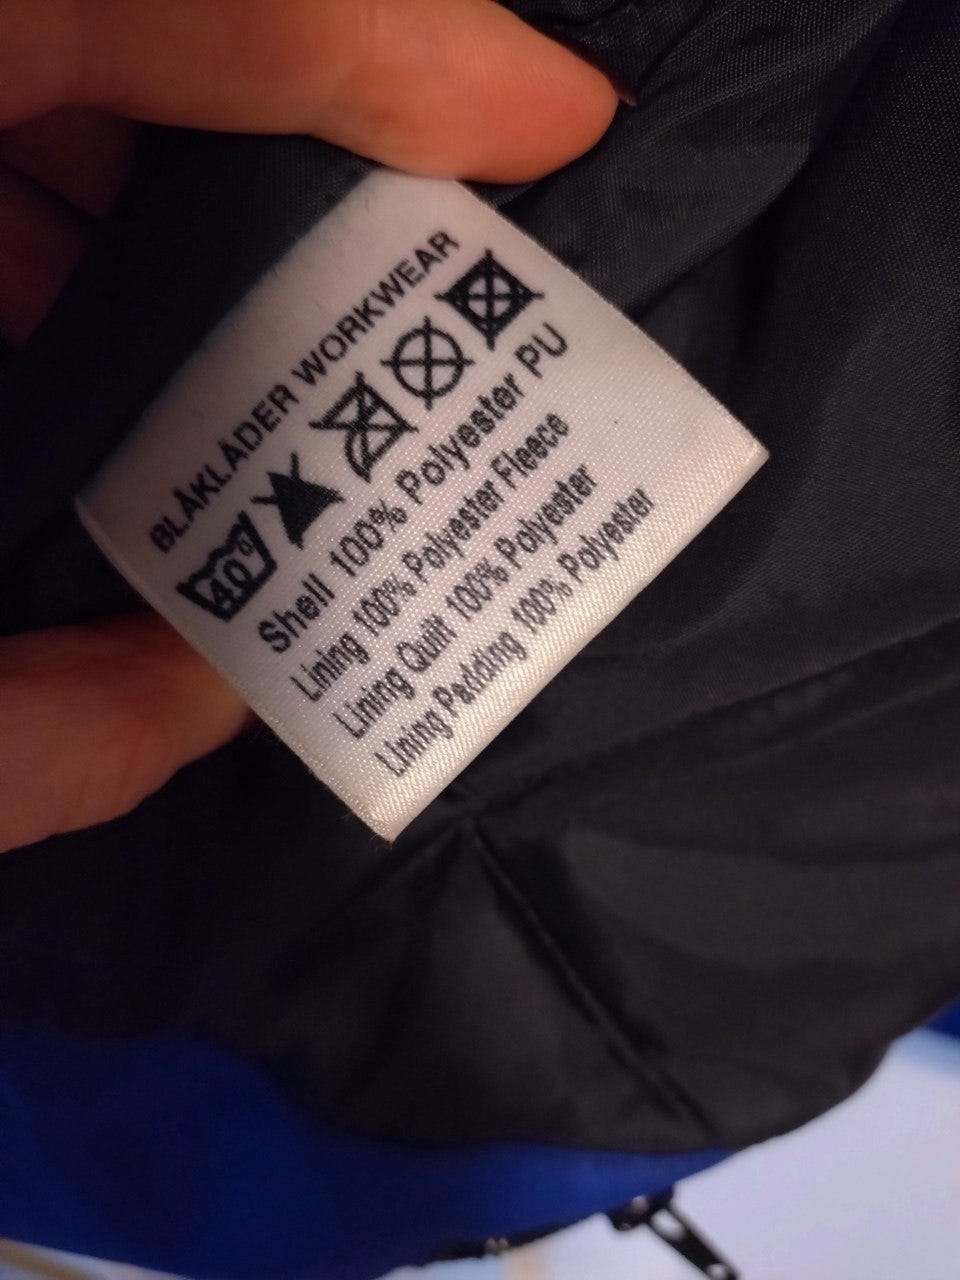 BLÅKLÄDER WORKWEAR
40°
Shell 100% Polyester PU
Lining 100% Polyester Fleece
Lining Quilt 100% Polyester
Lining Padding 100% Polyester